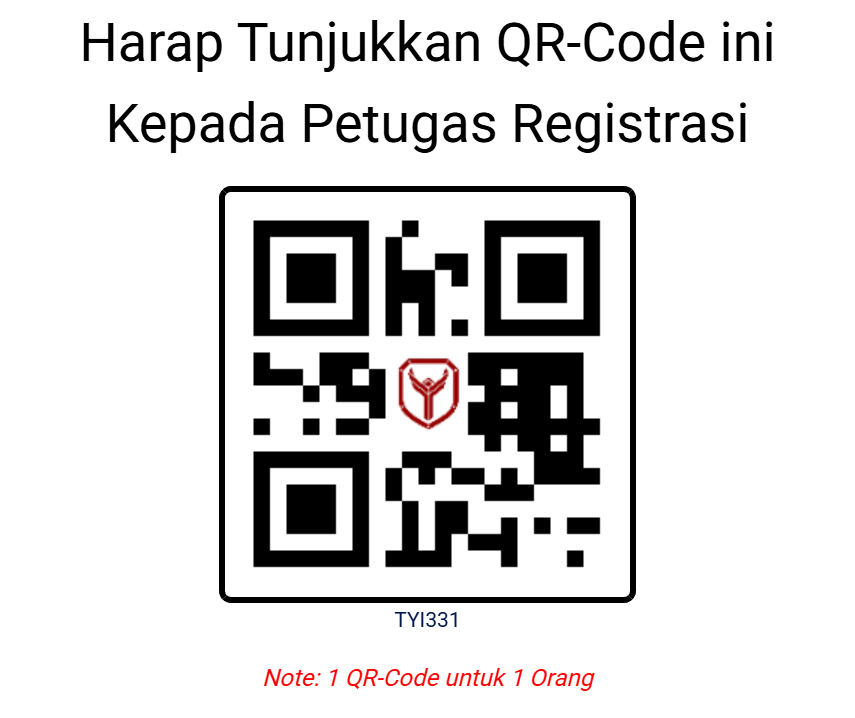 Harap Tunjukkan QR-Code ini
Kepada Petugas Registrasi
TYI331
Note: 1 QR-Code untuk 1 Orang